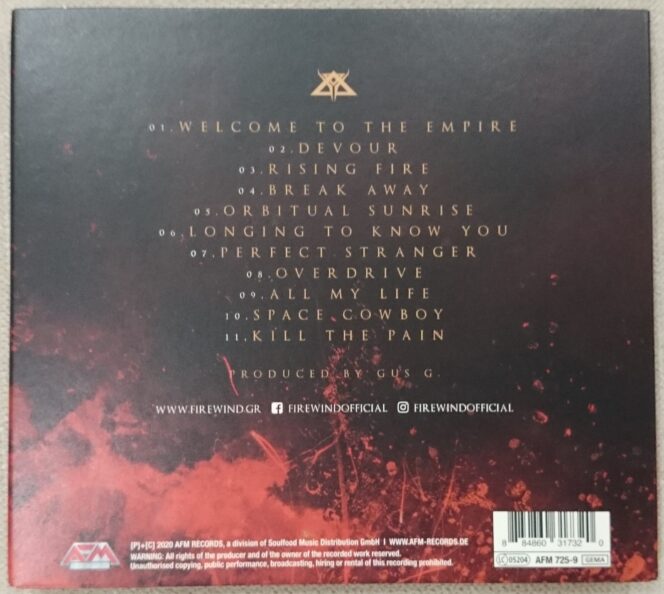 01.WELCOME TO THE EMPIRE
02.DEVOUR
03.RISING FIRE
04.BREAK AWAY
05.ORBITUAL SUNRISE
06.LONGING TO KNOW YOU
07.PERFECT STRANGER
08.OVERDRIVE
09.ALL MY LIFE
10.SPACE COWBOY
11.KILL THE PAIN
PRODUCED BY GUS G.
WWW.FIREWIND.GR FIREWINDOFFICIAL FIREWINDOFFICIAL
AFM
[P]+[C] 2020 AFM RECORDS, a division of Soulfood Music Distribution GmbH I WWW.AFM-RECORDS.DE
WARNING: All rights of the producer and of the owner of the recorded work reserved.
Unauthorised copying, public performance, broadcasting, hiring or rental of this recording prohibited.
8 84860 31732 0
LC 05204 AFM 725-9 GEMA